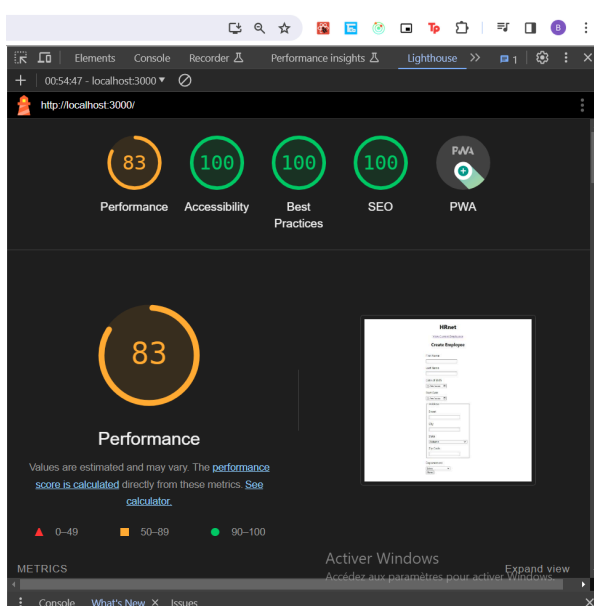 Elements Console Recorder Performance insights Lighthouse 1
00:54:47 - localhost:3000
http://localhost:3000/
83 100 100 100 PWA
Performance Accessibility Best Practices SEO PWA
83
HRnet
Create Employee
Performance
Values are estimated and may vary. The performance
score is calculated directly from these metrics. See
calculator.
0–49 50–89 90–100
METRICS
Expand view
Activer Windows
Accédez aux paramètres pour activer Windows.
Console What's New Issues